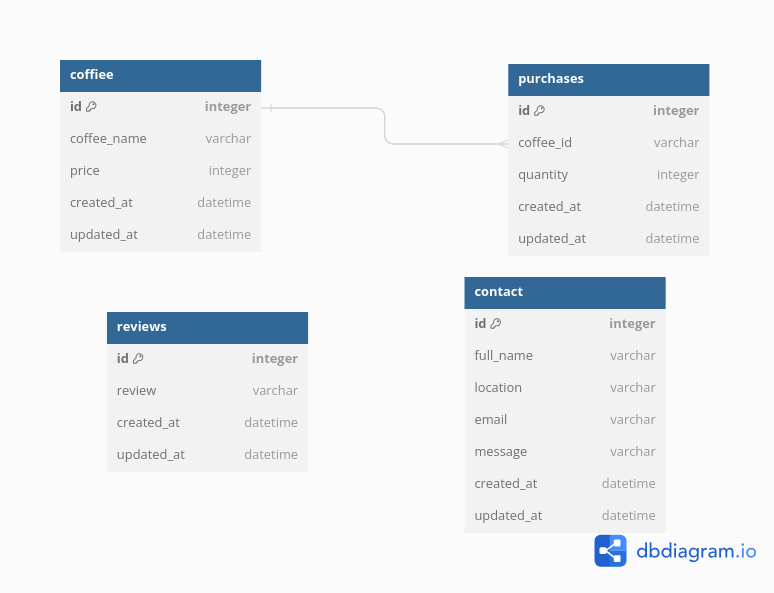 coffiee
id integer
coffee_name varchar
price integer
created_at datetime
updated_at datetime
purchases
id integer
coffee_id varchar
quantity integer
created_at datetime
updated_at datetime
reviews
id integer
review varchar
created_at datetime
updated_at datetime
contact
id integer
full_name varchar
location varchar
email varchar
message varchar
created_at datetime
updated_at datetime
dbdiagram.io